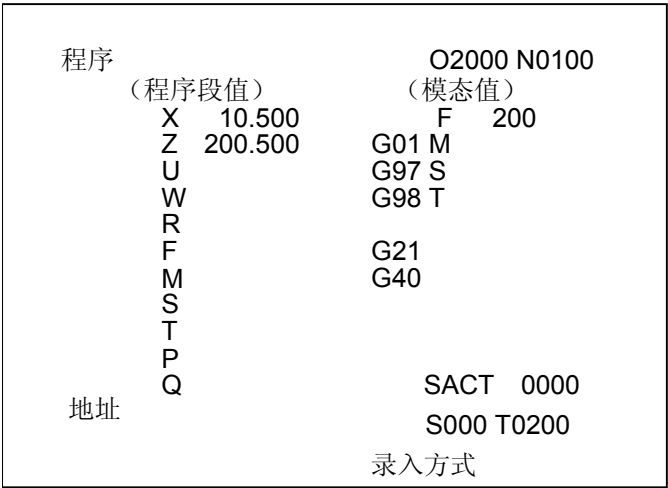 程序 O2000 N0100
（程序段值） （模态值）
X 10.500 F 200
Z 200.500 G01 M
U G97 S
W G98 T
R
F G21
M G40
S
T
P
Q SACT 0000
地址 S000 T0200
录入方式